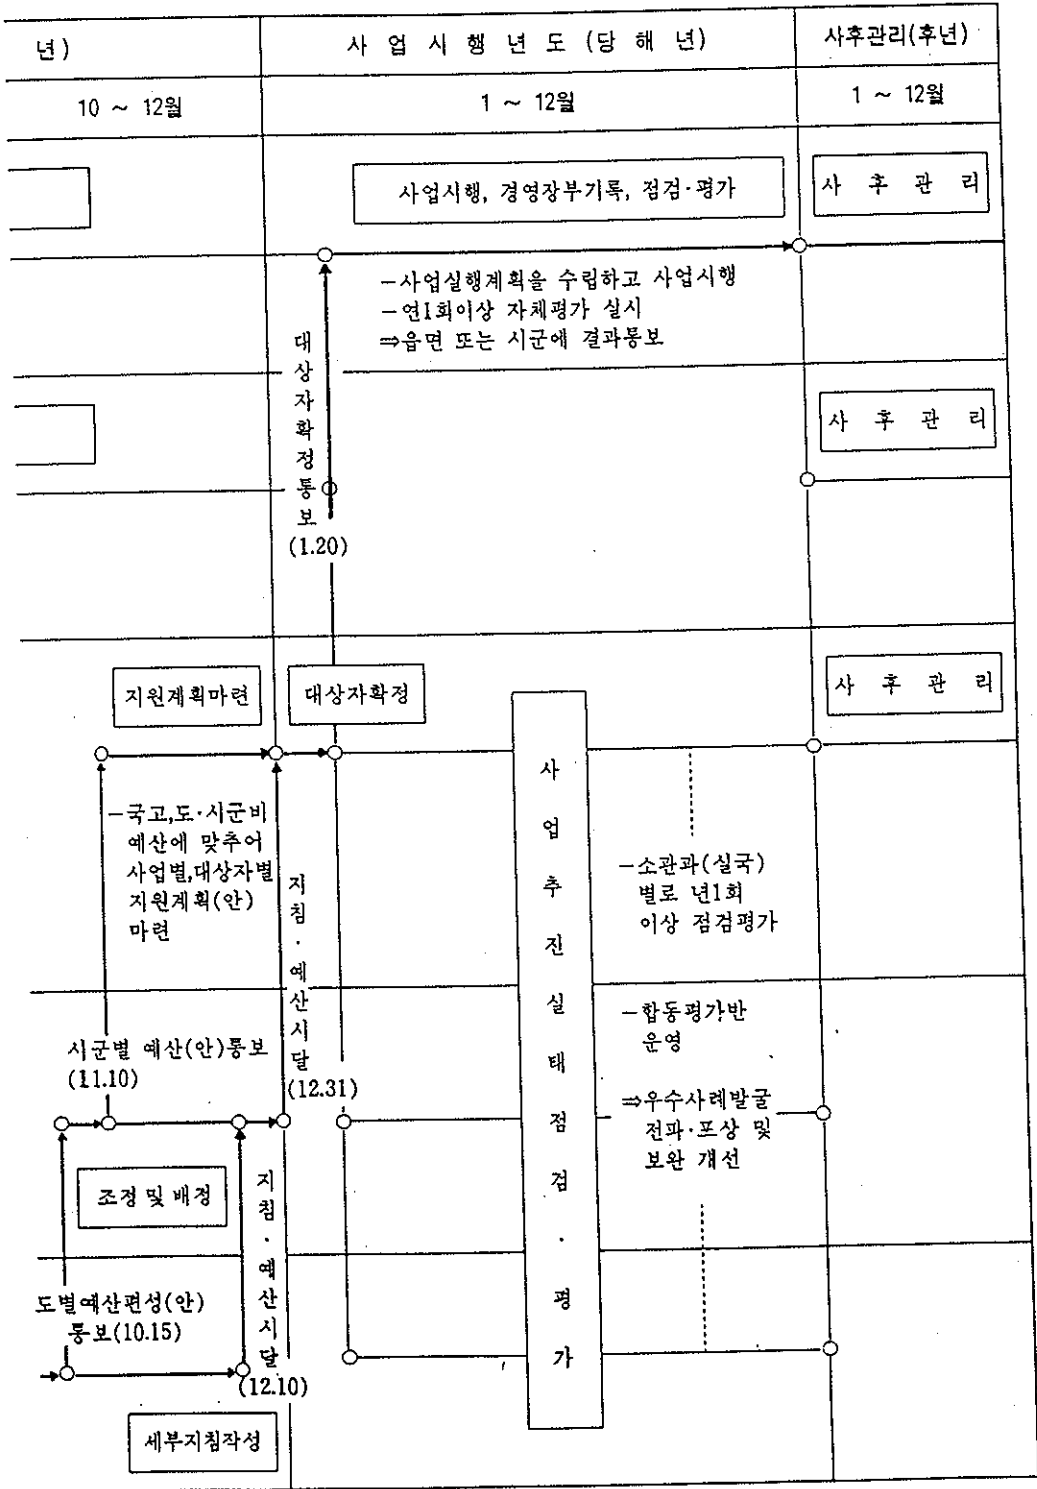 년)
사 업 시 행 년 도 (당 해 년)
사후관리(후년)
10 ~ 12월
1 ~ 12월
1 ~ 12월
사업시행, 경영장부기록, 점검·평가
사 후 관 리
-사업실행계획을 수립하고 사업시행
-연1회이상 자체평가 실시
⇒읍면 또는 시군에 결과통보
대상자확정통보
(1.20)
사 후 관 리
지원계획마련
대상자확정
사 후 관 리
-국고,도·시군비
예산에 맞추어
사업별,대상자별
지원계획(안)
마련
지침·예산시달
(12.31)
사업추진실태점검·평가
-소관과(실국)
별로 년1회
이상 점검평가
-합동평가반
운영
⇒우수사례발굴
전파·포상 및
보완 개선
시군별 예산(안)통보
(11.10)
조정 및 배정
지침·예산시달
(12.10)
도별예산편성(안)
통보(10.15)
세부지침작성